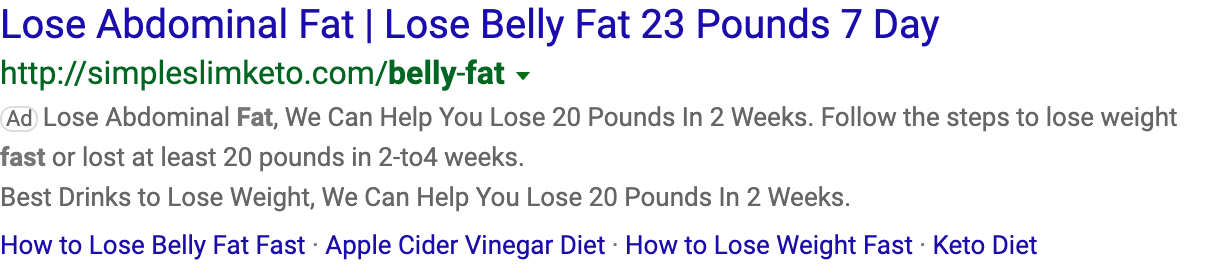 Lose Abdominal Fat | Lose Belly Fat 23 Pounds 7 Day
http://simpleslimketo.com/belly-fat
Ad Lose Abdominal Fat, We Can Help You Lose 20 Pounds In 2 Weeks. Follow the steps to lose weight
fast or lost at least 20 pounds in 2-to4 weeks.
Best Drinks to Lose Weight, We Can Help You Lose 20 Pounds In 2 Weeks.
How to Lose Belly Fat Fast · Apple Cider Vinegar Diet · How to Lose Weight Fast · Keto Diet